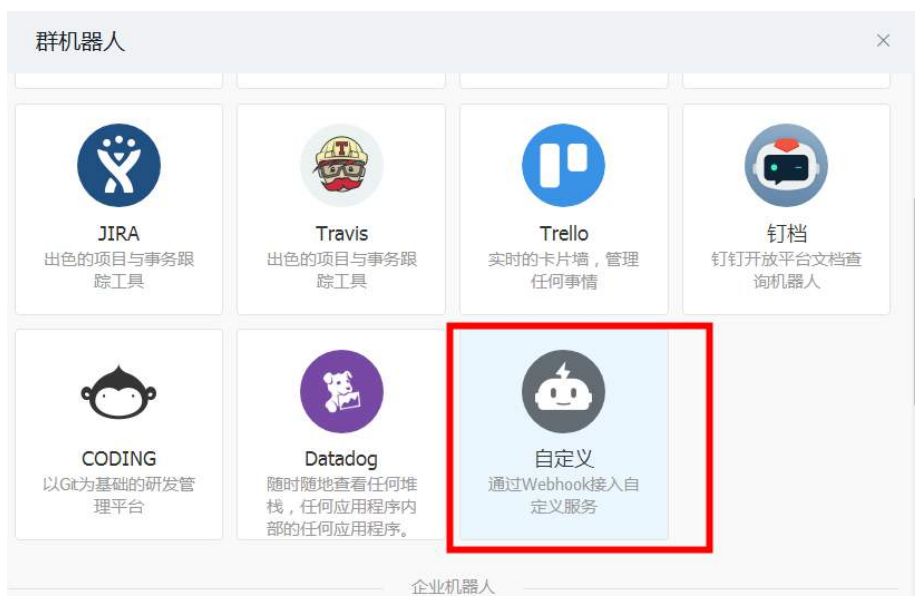 群机器人
JIRA
出色的项目与事务跟
踪工具
Travis
出色的项目与事务跟
踪工具
Trello
实时的卡片墙，管理
任何事情
钉档
钉钉开放平台文档查
询机器人
CODING
以Git为基础的研发管
理平台
Datadog
随时随地查看任何堆
栈，任何应用程序内
部的任何应用程序。
自定义
通过Webhook接入自
定义服务
企业机器人